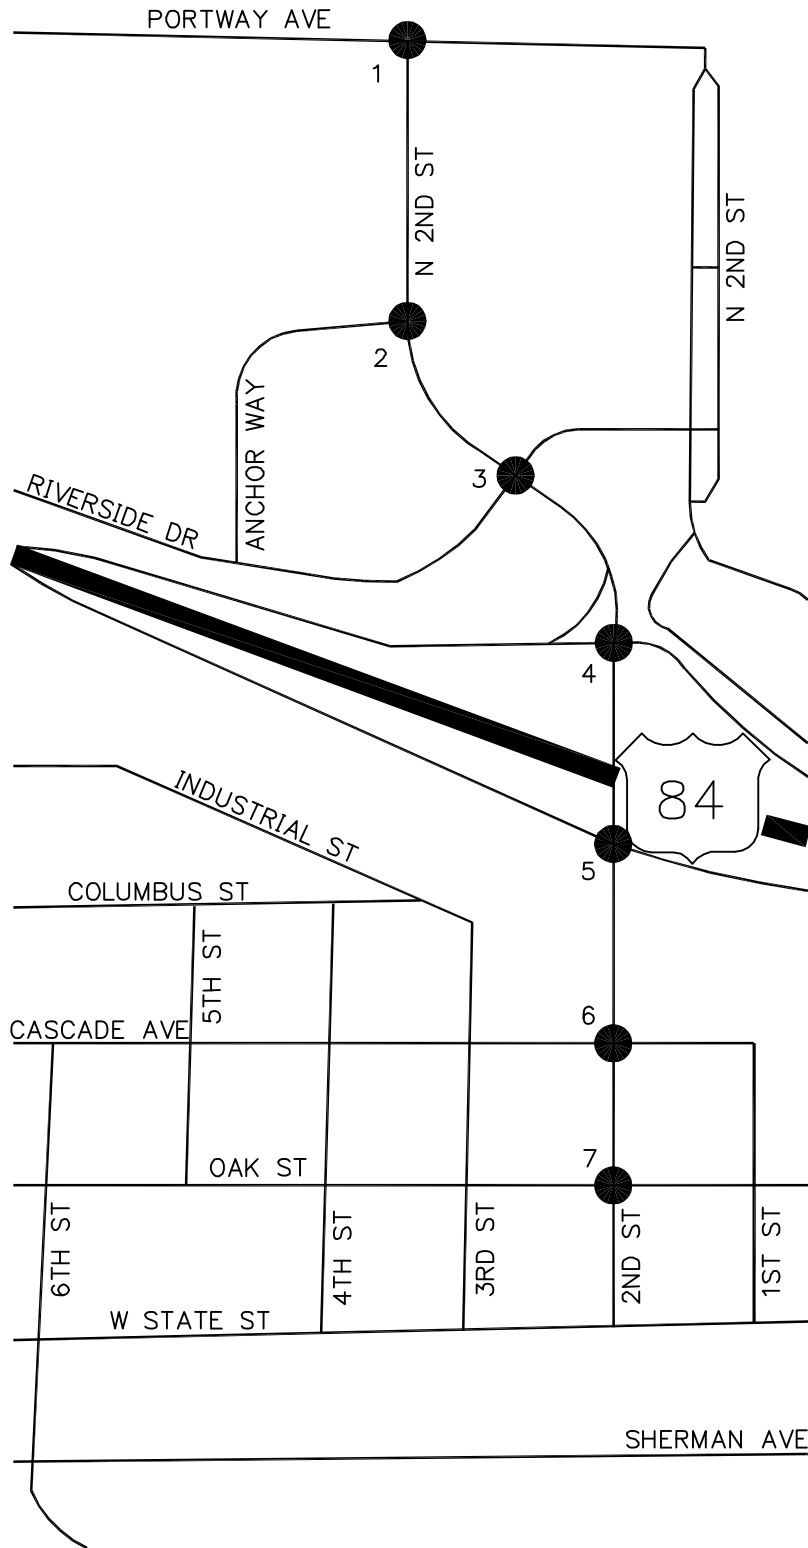 PORTWAY AVE
1
N 2ND ST
N 2ND ST
2
ANCHOR WAY
3
RIVERSIDE DR
4
84
INDUSTRIAL ST
5
COLUMBUS ST
5TH ST
6
CASCADE AVE
7
OAK ST
6TH ST
4TH ST
3RD ST
2ND ST
1ST ST
W STATE ST
SHERMAN AVE